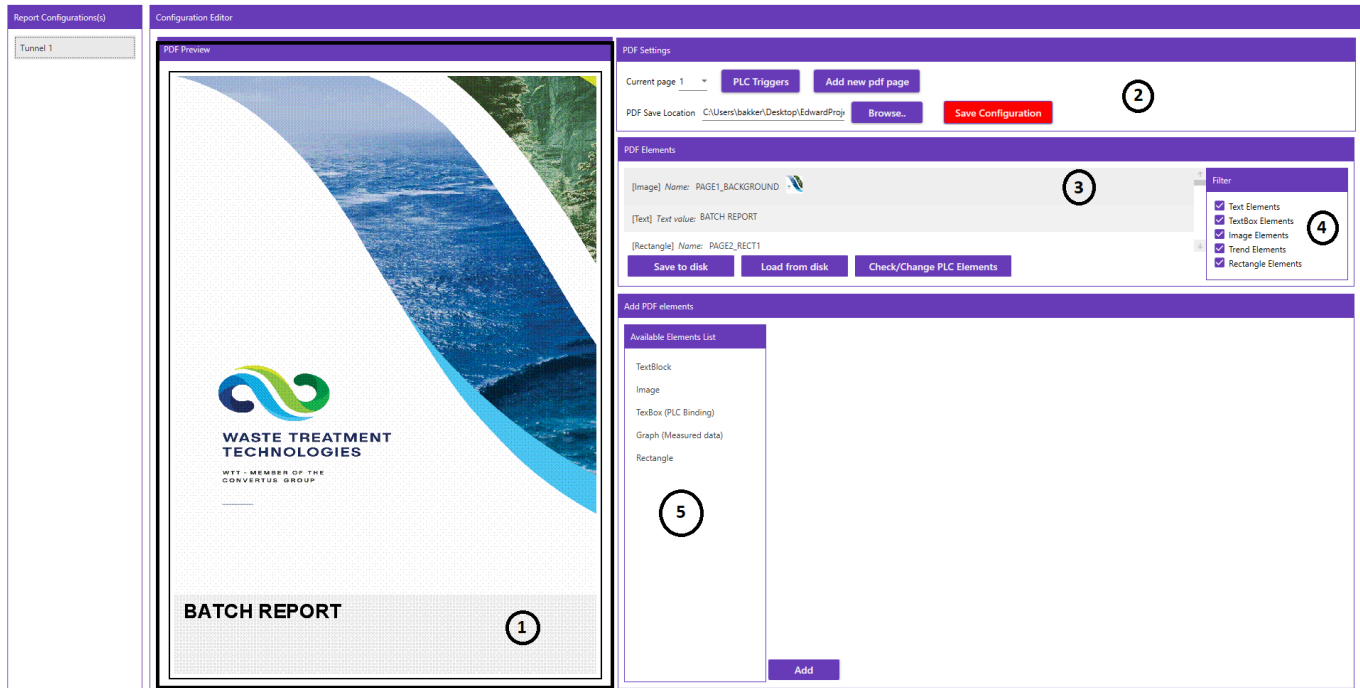 Report Configurations(s)
Tunnel 1
Configuration Editor
PDF Preview
WASTE TREATMENT
TECHNOLOGIES
WTT - MEMBER OF THE
CONVERTUS GROUP
BATCH REPORT
1
PDF Settings
Current page 1
PLC Triggers
Add new pdf page
2
PDF Save Location C:\Users\bakker\Desktop\EdwardProj
Browse..
Save Configuration
PDF Elements
[Image] Name: PAGE1_BACKGROUND
3
[Text] Text value: BATCH REPORT
[Rectangle] Name: PAGE2_RECT1
Save to disk
Load from disk
Check/Change PLC Elements
Filter
Text Elements
TextBox Elements
Image Elements
Trend Elements
Rectangle Elements
4
Add PDF elements
Available Elements List
TextBlock
Image
TexBox (PLC Binding)
Graph (Measured data)
Rectangle
5
Add